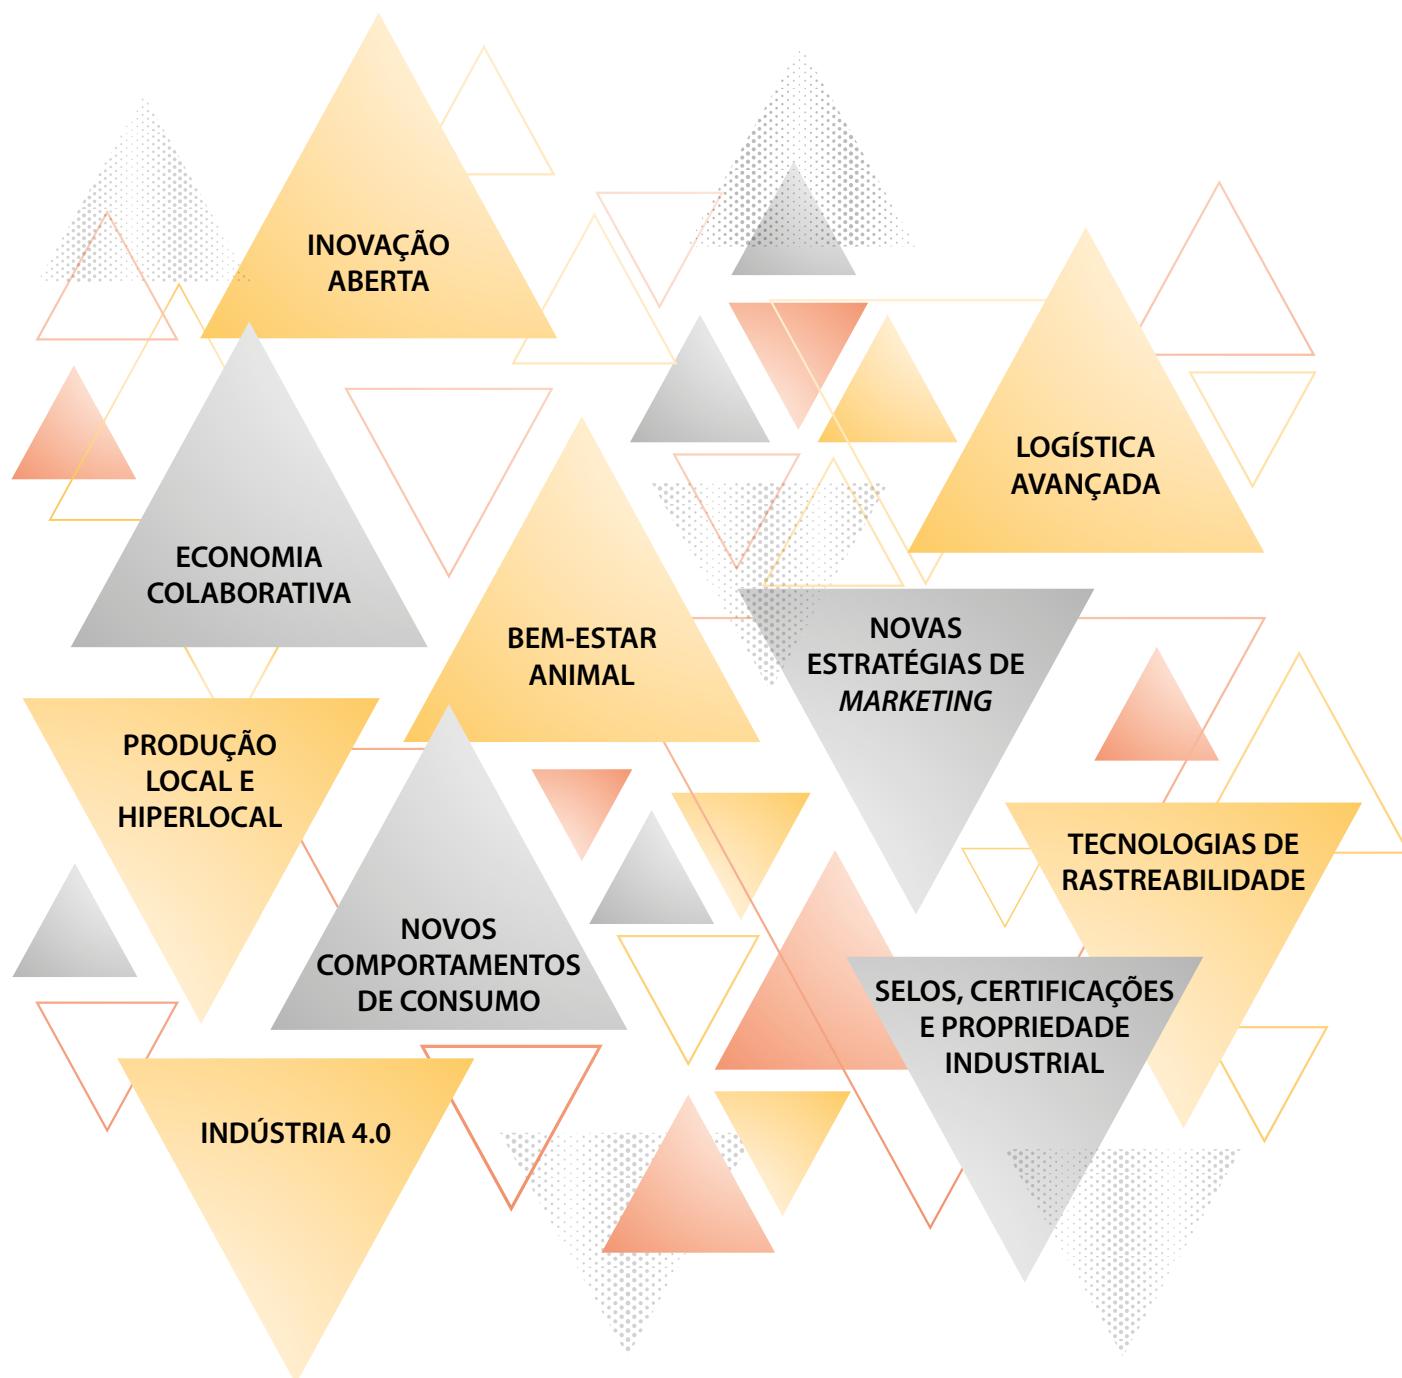 INOVAÇÃO
ABERTA
LOGÍSTICA
AVANÇADA
ECONOMIA
COLABORATIVA
BEM-ESTAR
ANIMAL
NOVAS
ESTRATÉGIAS DE
MARKETING
PRODUÇÃO
LOCAL E
HIPERLOCAL
TECNOLOGIAS DE
RASTREABILIDADE
NOVOS
COMPORTAMENTOS
DE CONSUMO
SELOS, CERTIFICAÇÕES
E PROPRIEDADE
INDUSTRIAL
INDÚSTRIA 4.0